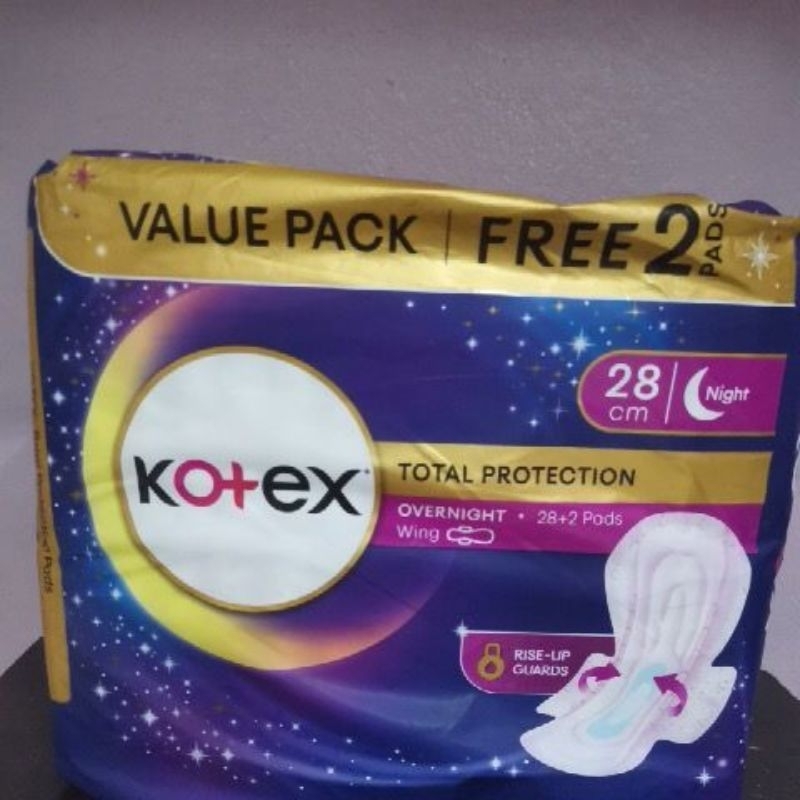 VALUE PACK | FREE 2 PADS
28 cm | Night
Kotex
TOTAL PROTECTION
OVERNIGHT • 28+2 Pads
Wing
RISE-UP
GUARDS